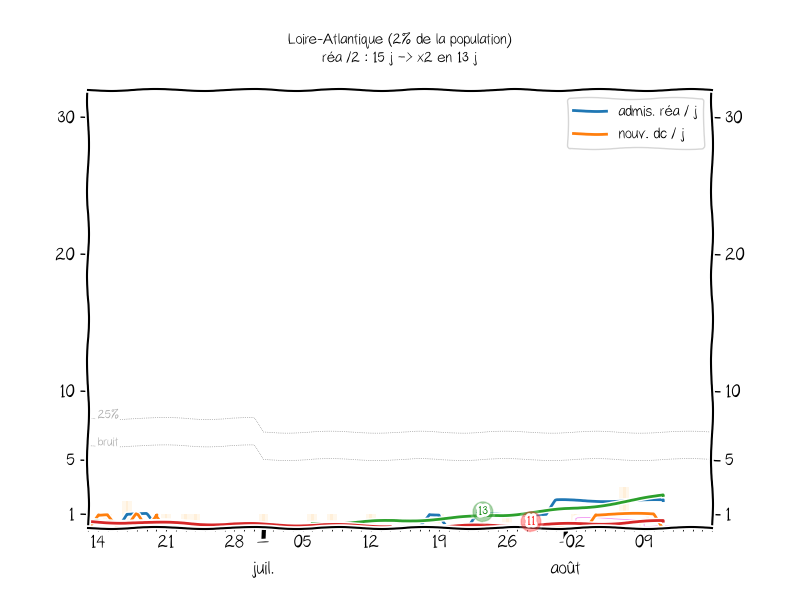 Loire-Atlantique (2% de la population)
réa /2 : 15 j -> x2 en 13 j
admis. réa / j
nouv. dc / j
30
30
20
20
10
10
25%
bruit
5
5
13
11
1
1
14 21 28 05 12 19 26 02 09
juil. août